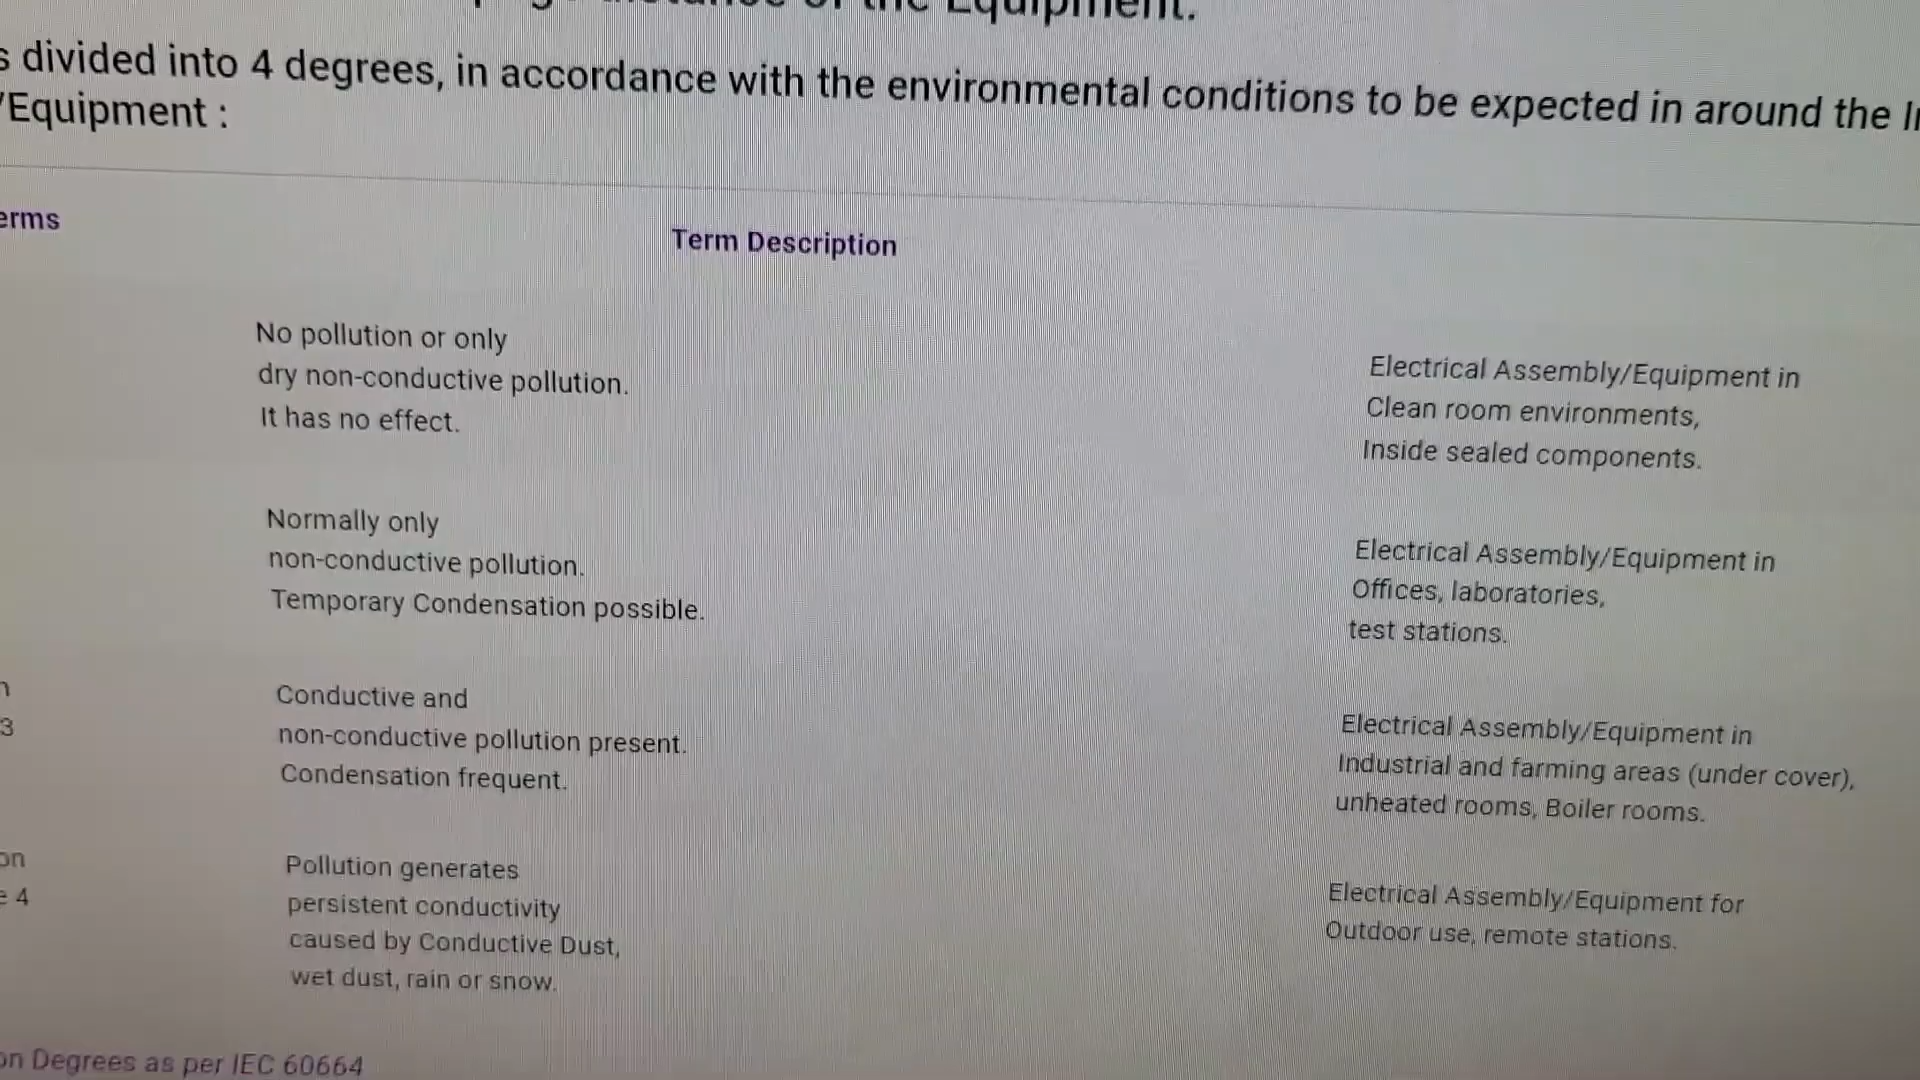 of the Equipment.
s divided into 4 degrees, in accordance with the environmental conditions to be expected in around the
/Equipment :
erms
Term Description
No pollution or only
dry non-conductive pollution.
It has no effect.
Electrical Assembly/Equipment in
Clean room environments,
Inside sealed components.
Normally only
non-conductive pollution.
Temporary Condensation possible.
Electrical Assembly/Equipment in
Offices, laboratories,
test stations.
n
3
Conductive and
non-conductive pollution present.
Condensation frequent.
Electrical Assembly/Equipment in
Industrial and farming areas (under cover),
unheated rooms, Boiler rooms.
on
e 4
Pollution generates
persistent conductivity
caused by Conductive Dust,
wet dust, rain or snow.
Electrical Assembly/Equipment for
Outdoor use, remote stations.
on Degrees as per IEC 60664